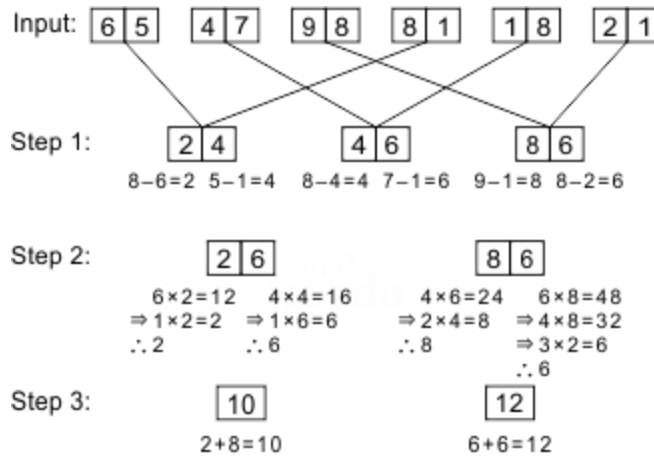 Input: 6 5 4 7 9 8 8 1 1 8 2 1
Step 1: 2 4 4 6 8 6
8–6=2 5–1=4 8–4=4 7–1=6 9–1=8 8–2=6
Step 2: 2 6 8 6
6×2=12 4×4=16 4×6=24 6×8=48
⇒1×2=2 ⇒1×6=6 ⇒2×4=8 ⇒4×8=32
∴2 ∴6 ∴8 ⇒3×2=6
∴6
Step 3: 10 12
2+8=10 6+6=12